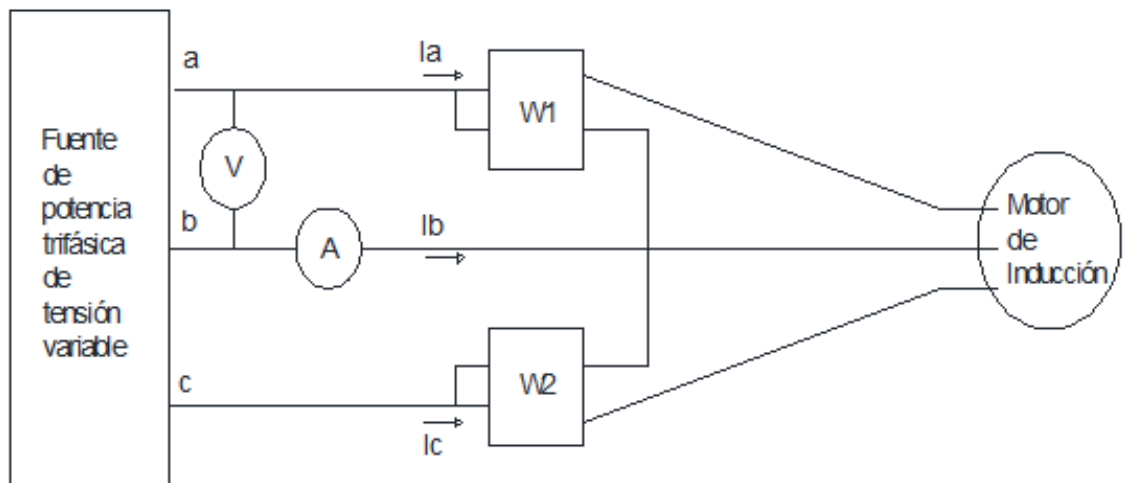 Fuente
de
potencia
trifásica
de
tensión
variable
a
V
b
A
c
Ia
W1
Ib
W2
Ic
Motor
de
Inducción